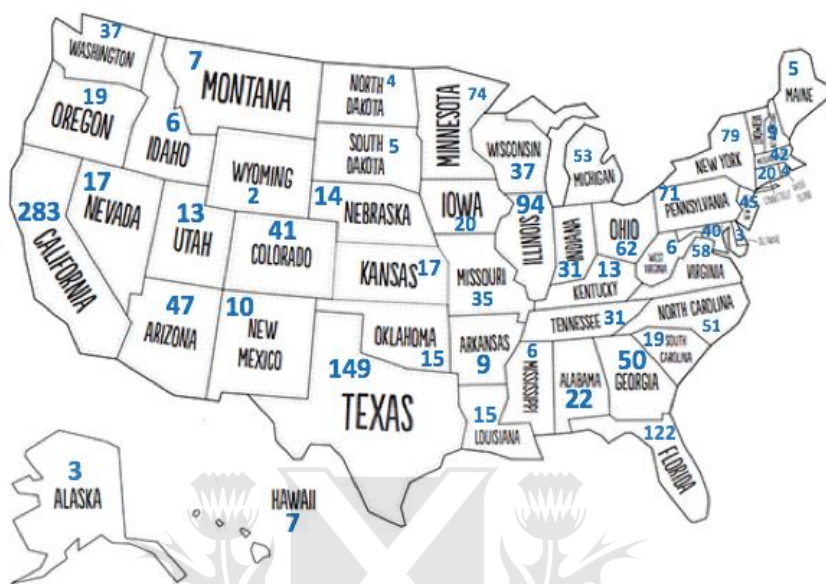 37
WASHINGTON
19
OREGON
6
IDAHO
7
MONTANA
NORTH 4
DAKOTA
SOUTH 5
DAKOTA
WYOMING
2
74
MINNESOTA
WISCONSIN
37
53
MICHIGAN
5
MAINE
79
NEW YORK
42
20
4
71
PENNSYLVANIA
45
283
CALIFORNIA
17
NEVADA
13
UTAH
41
COLORADO
14
NEBRASKA
IOWA
20
94
ILLINOIS
INDIANA
31
OHIO
62
WEST
VIRGINIA
6
40
3
58
VIRGINIA
KANSAS 17
MISSOURI
35
13
KENTUCKY
47
ARIZONA
10
NEW
MEXICO
OKLAHOMA
15
ARKANSAS
9
TENNESSEE 31
NORTH CAROLINA
51
19 SOUTH
CAROLINA
149
TEXAS
15
LOUISIANA
6
MISSISSIPPI
ALABAMA
22
50
GEORGIA
122
FLORIDA
3
ALASKA
HAWAII
7